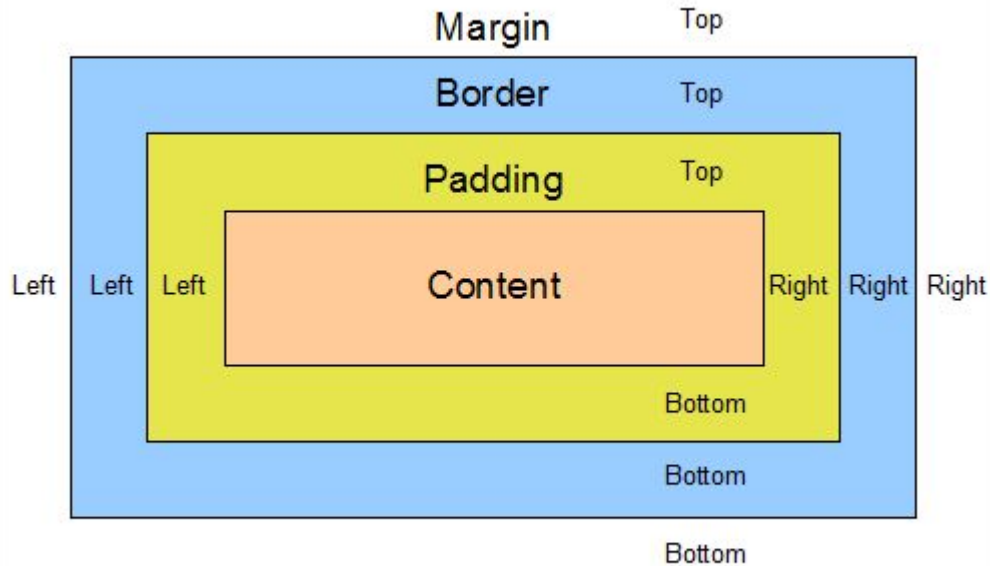 Margin Top
Border Top
Padding Top
Left Left Left Content Right Right Right
Bottom
Bottom
Bottom